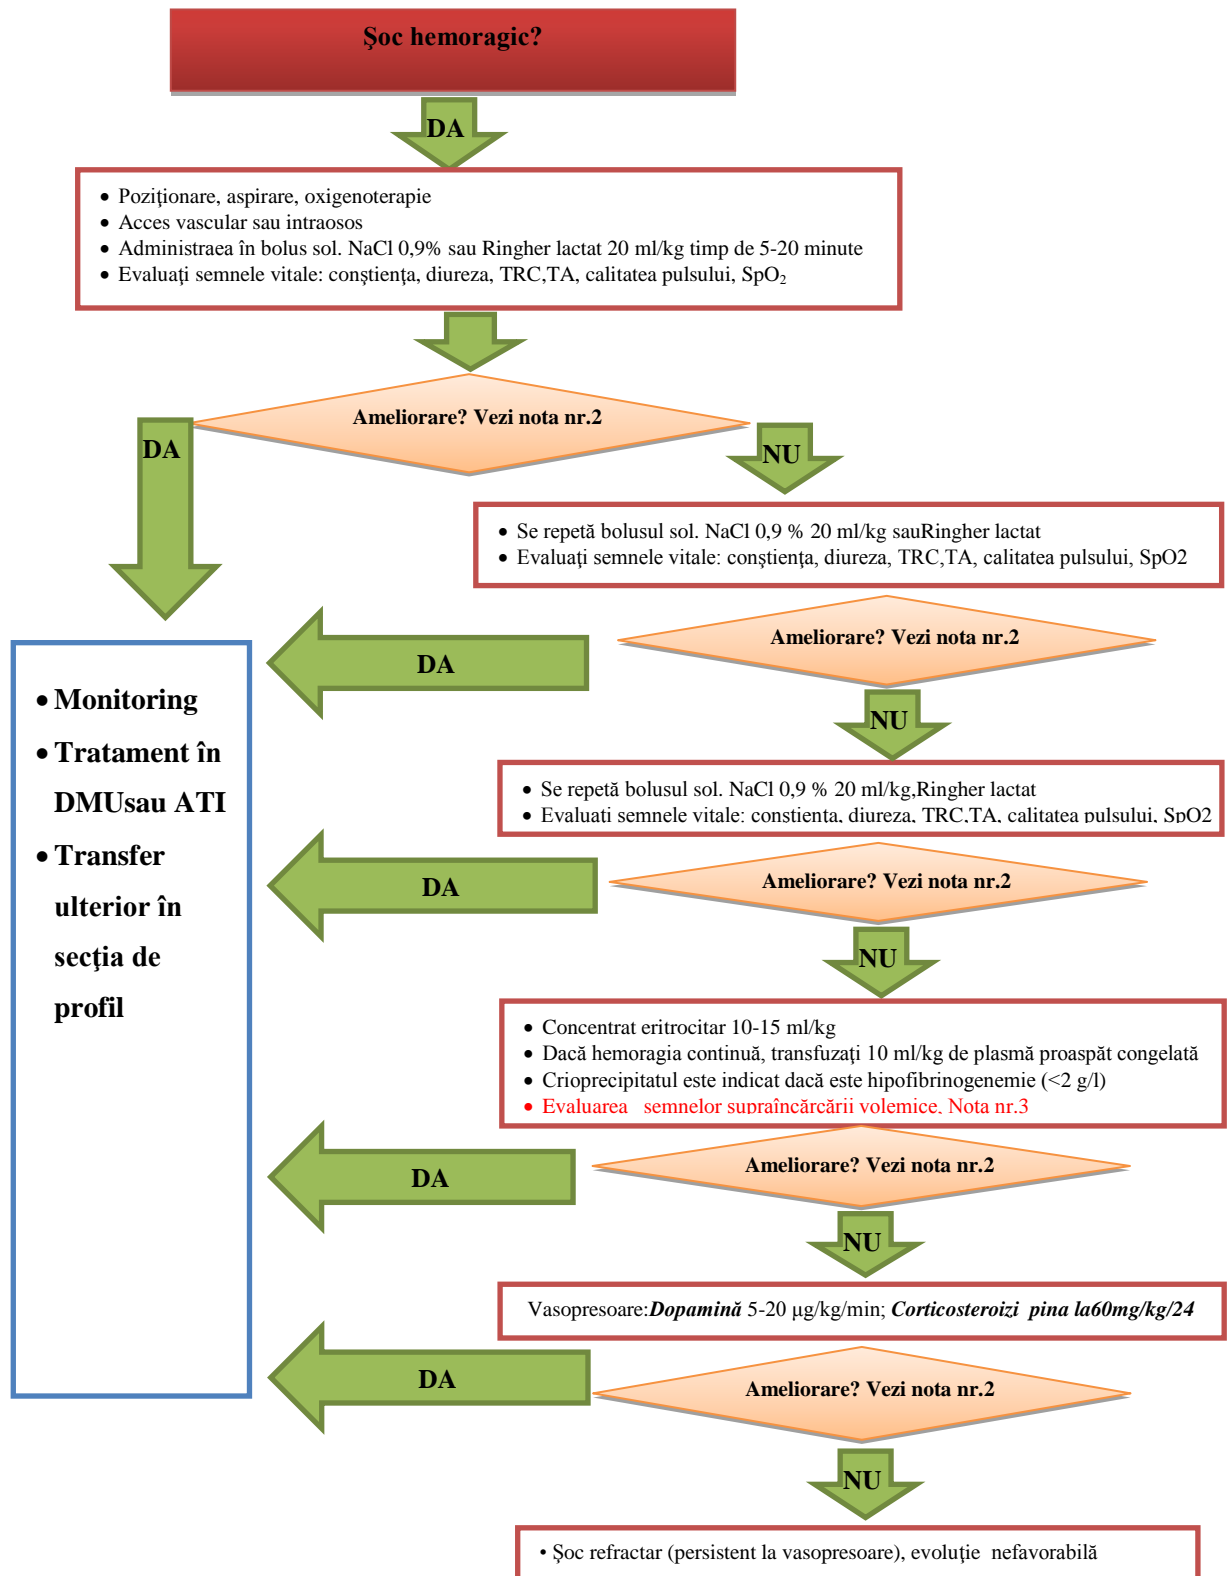 Şoc hemoragic?
DA
• Poziţionare, aspirare, oxigenoterapie
• Acces vascular sau intraosos
• Administraea în bolus sol. NaCl 0,9% sau Ringher lactat 20 ml/kg timp de 5-20 minute
• Evaluaţi semnele vitale: conştienţa, diureza, TRC,TA, calitatea pulsului, SpO₂
Ameliorare? Vezi nota nr.2
DA
NU
• Se repetă bolusul sol. NaCl 0,9 % 20 ml/kg sauRingher lactat
• Evaluaţi semnele vitale: conştienţa, diureza, TRC,TA, calitatea pulsului, SpO2
Ameliorare? Vezi nota nr.2
DA
NU
• Monitoring
• Tratament în
DMUsau ATI
• Transfer
ulterior în
secţia de
profil
• Se repetă bolusul sol. NaCl 0,9 % 20 ml/kg,Ringher lactat
• Evaluaţi semnele vitale: conştienţa, diureza, TRC,TA, calitatea pulsului, SpO2
Ameliorare? Vezi nota nr.2
DA
NU
• Concentrat eritrocitar 10-15 ml/kg
• Dacă hemoragia continuă, transfuzaţi 10 ml/kg de plasmă proaspăt congelată
• Crioprecipitatul este indicat dacă este hipofibrinogenemie (<2 g/l)
• Evaluarea semnelor supraîncărcării volemice, Nota nr.3
Ameliorare? Vezi nota nr.2
DA
NU
Vasopresoare:Dopamină 5-20 µg/kg/min; Corticosteroizi pina la60mg/kg/24
Ameliorare? Vezi nota nr.2
DA
NU
• Şoc refractar (persistent la vasopresoare), evoluţie nefavorabilă